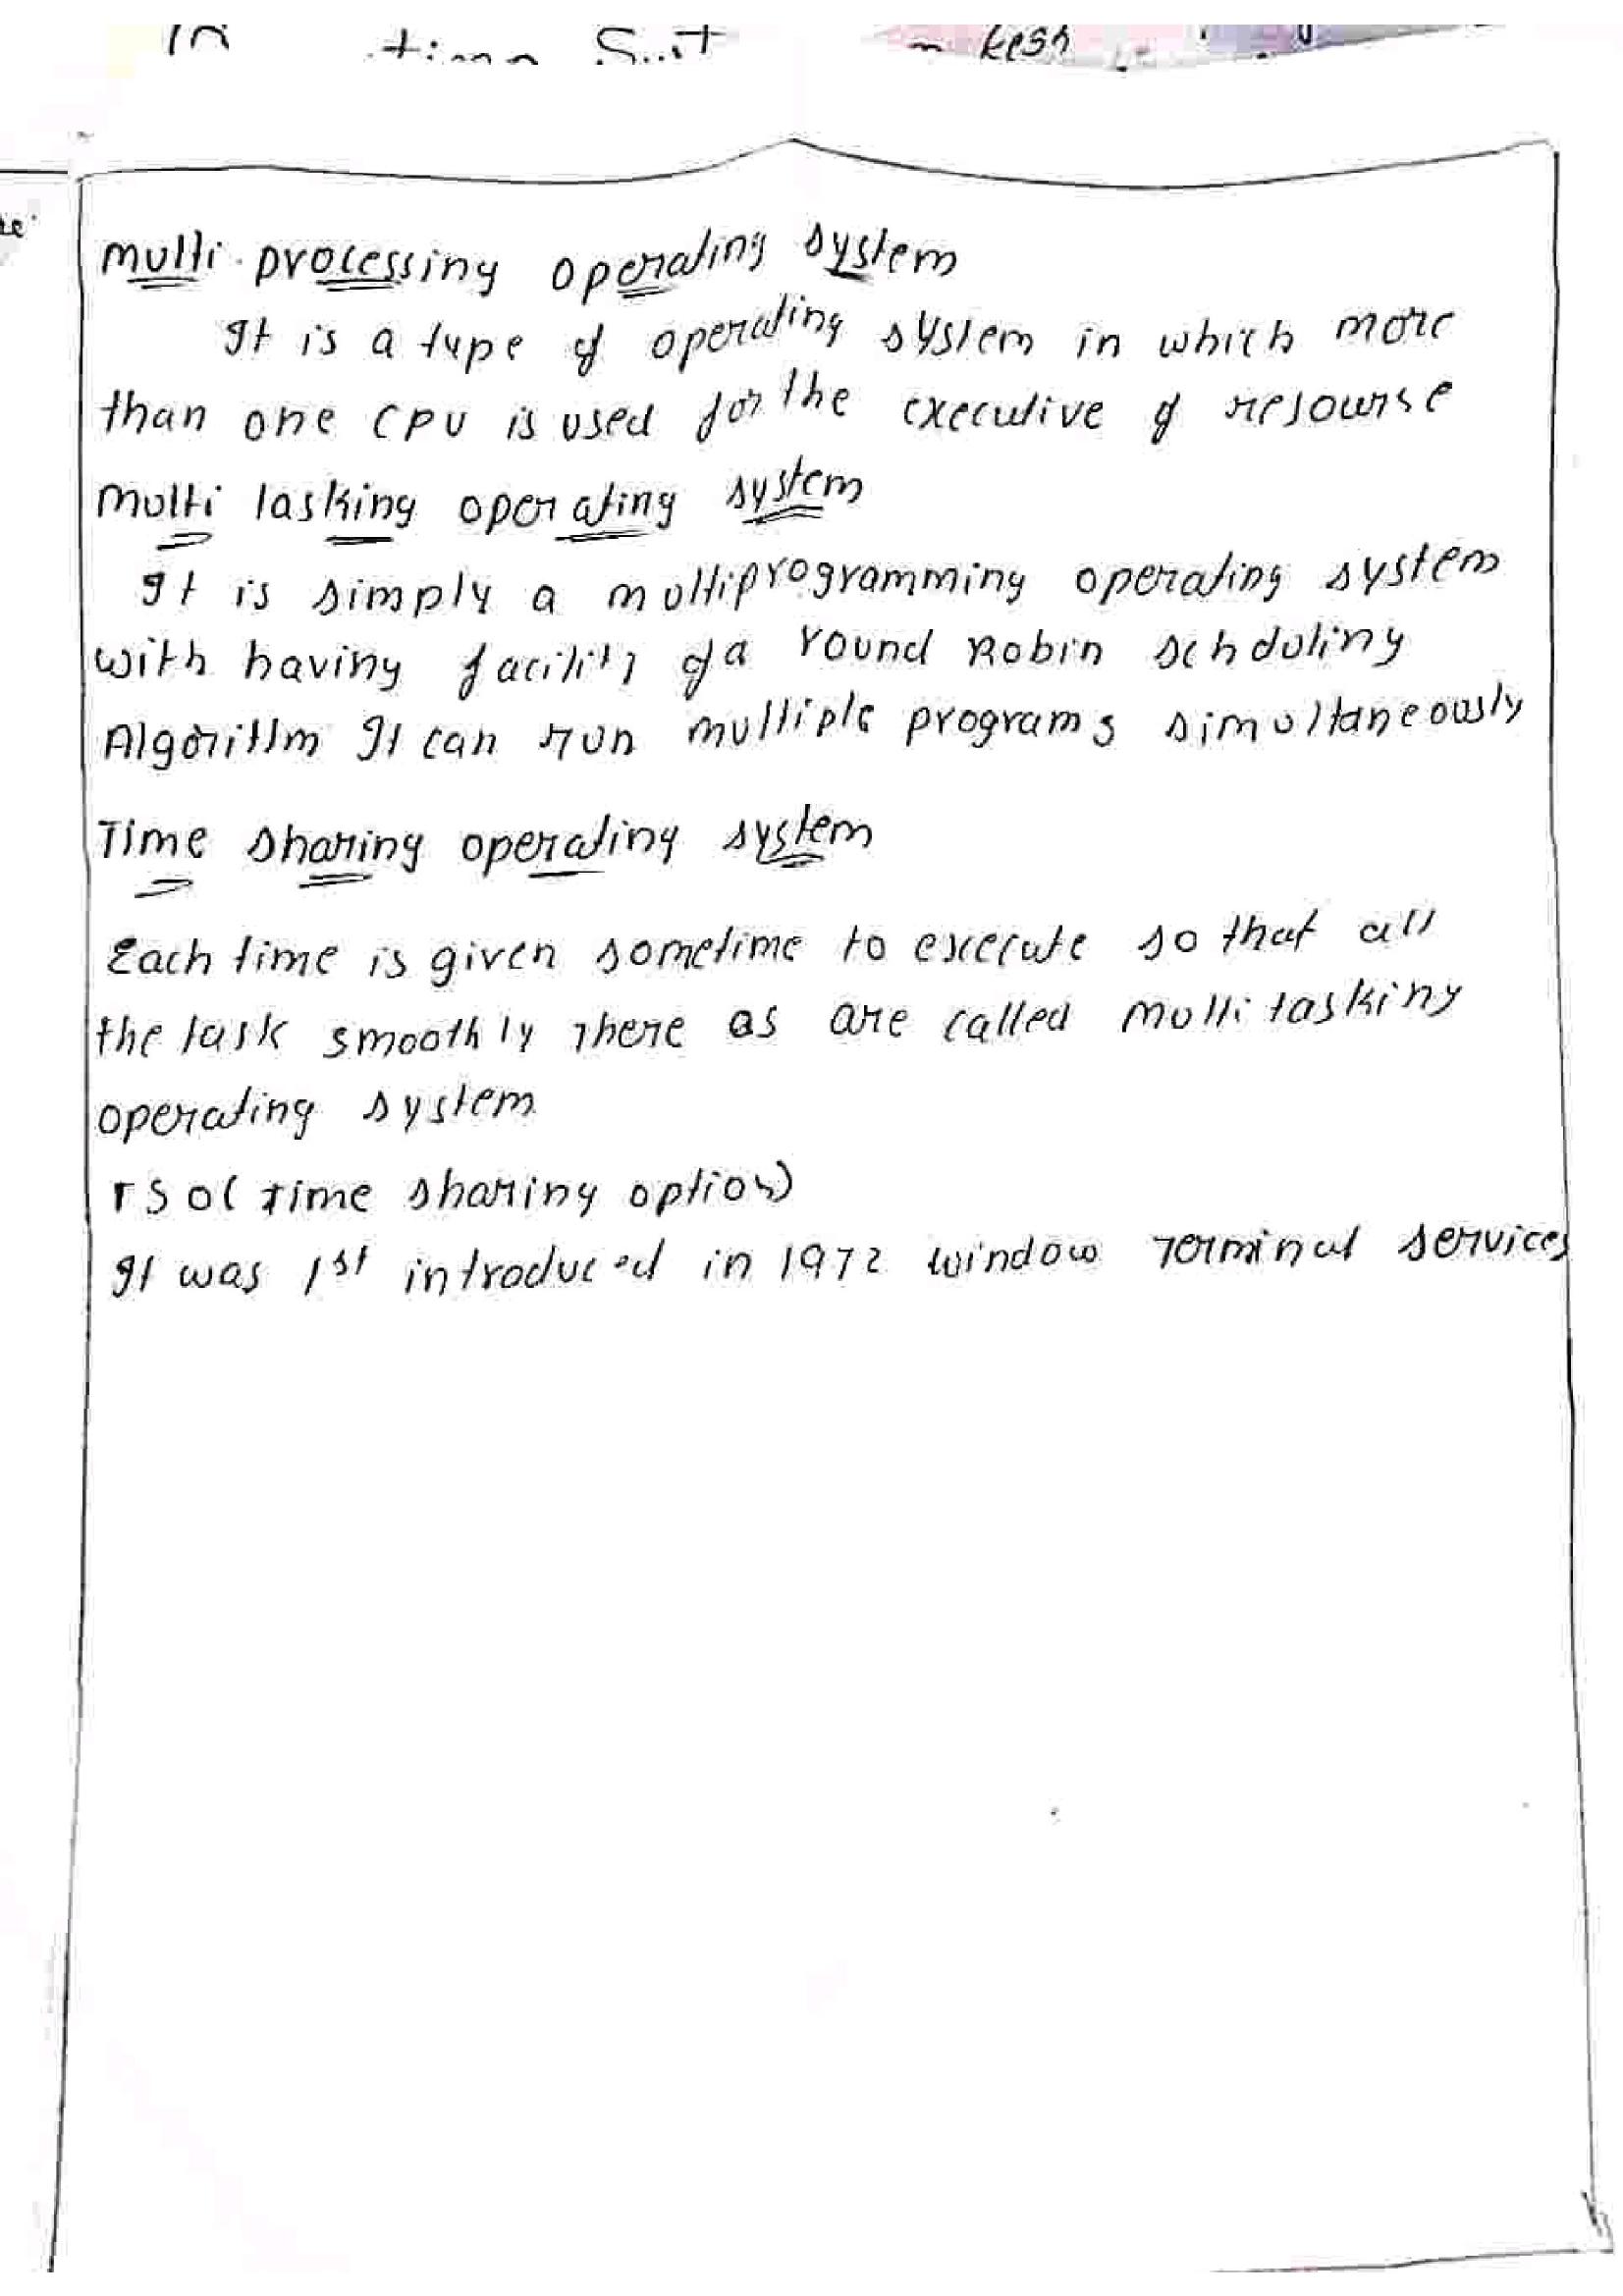 Multi-processing operating system
It is a type of operating system in which more
than one CPU is used for the executive of resourse
Multi tasking operating system
It is simply a multiprogramming operating system
with having facility of a round Robin schduling
Algorithm It can run multiple programs simultaneously
Time sharing operating system
Each time is given sometime to execute so that all
the task smoothly There as are called multi tasking
operating system
TSO (Time sharing option)
It was 1st introduced in 1972 window Terminal services